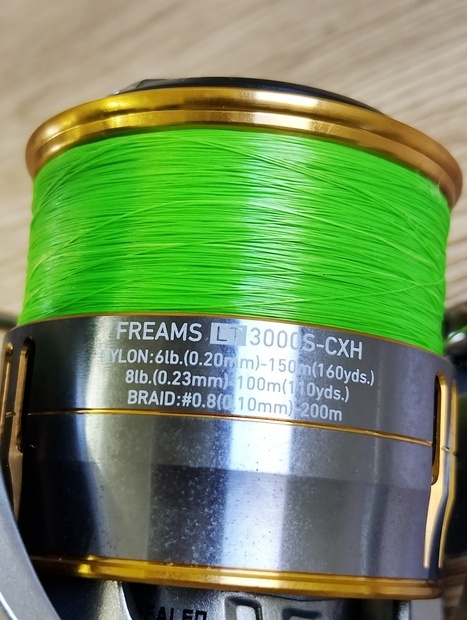 FREAMS LT 3000S-CXH
NYLON:6lb.(0.20mm)-150m(160yds.)
8lb.(0.23mm)-100m(110yds.)
BRAID:#0.8(0.10mm)-200m